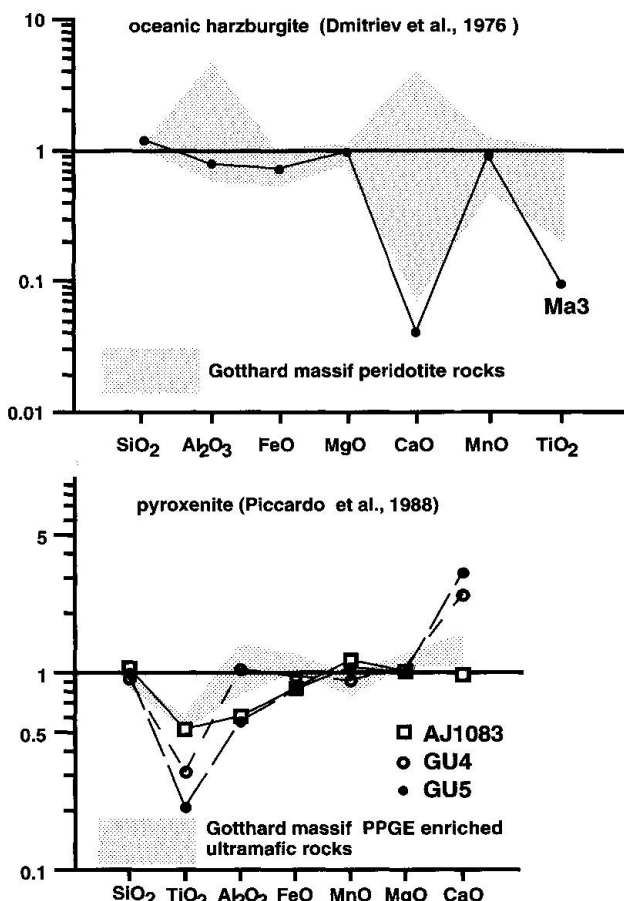 10
oceanic harzburgite (Dmitriev et al., 1976 )
1
0.1
Ma3
Gotthard massif peridotite rocks
0.01
SiO₂ Al₂O₃ FeO MgO CaO MnO TiO₂
pyroxenite (Piccardo et al., 1988)
5
1
AJ1083
0.5
GU4
GU5
Gotthard massif PPGE enriched
ultramafic rocks
0.1
SiO₂ TiO₂ Al₂O₃ FeO MnO MgO CaO